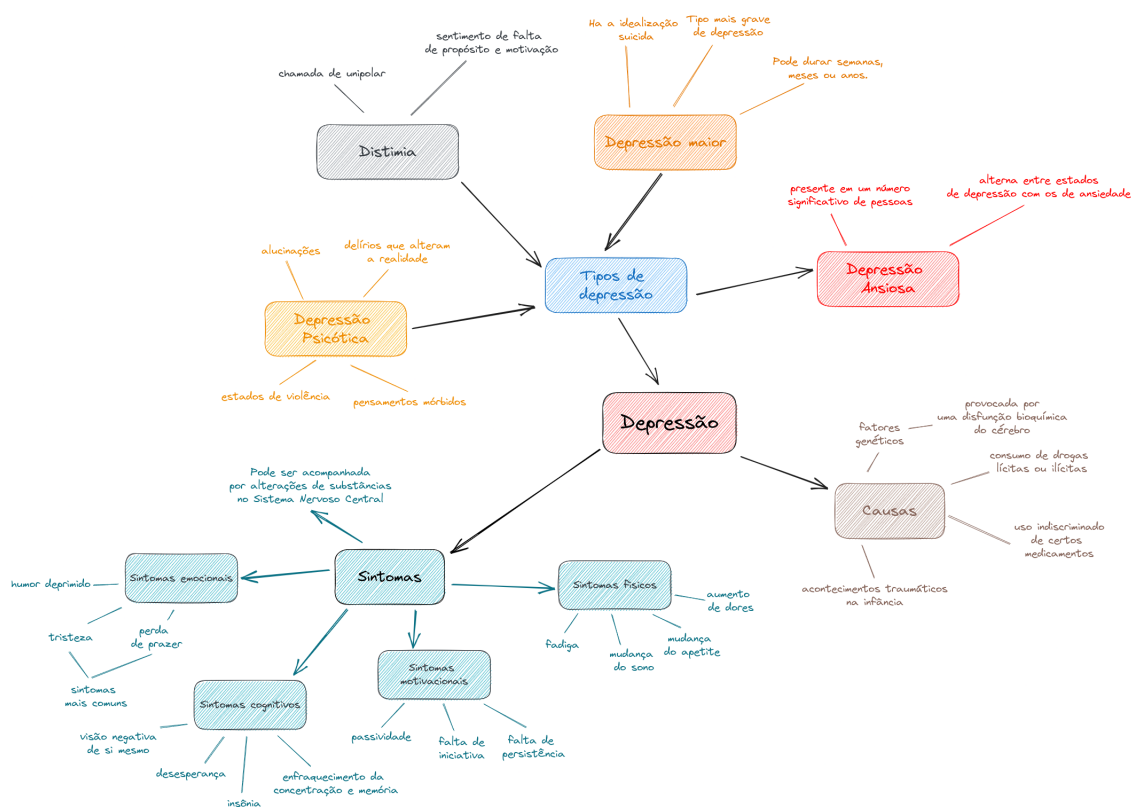 sentimento de falta
de propósito e motivação
chamada de unipolar
Distimia
Ha a idealização
suicida
Tipo mais grave
de depressão
Pode durar semanas,
meses ou anos.
Depressão maior
presente em um número
significativo de pessoas
alterna entre estados
de depressão com os de ansiedade
Depressão
Ansiosa
Tipos de
depressão
alucinações
delírios que alteram
a realidade
Depressão
Psicótica
estados de violência
pensamentos mórbidos
Depressão
fatores
genéticos
provocada por
uma disfunção bioquímica
do cérebro
consumo de drogas
lícitas ou ilícitas
Causas
uso indiscriminado
de certos
medicamentos
acontecimentos traumáticos
na infância
Pode ser acompanhada
por alterações de substâncias
no Sistema Nervoso Central
Sintomas
Sintomas emocionais
humor deprimido
tristeza
perda
de prazer
sintomas
mais comuns
Sintomas físicos
aumento
de dores
fadiga
mudança
do sono
mudança
do apetite
Sintomas
motivacionais
passividade
falta de
iniciativa
falta de
persistência
Sintomas cognitivos
visão negativa
de si mesmo
desesperança
insônia
enfraquecimento da
concentração e memória